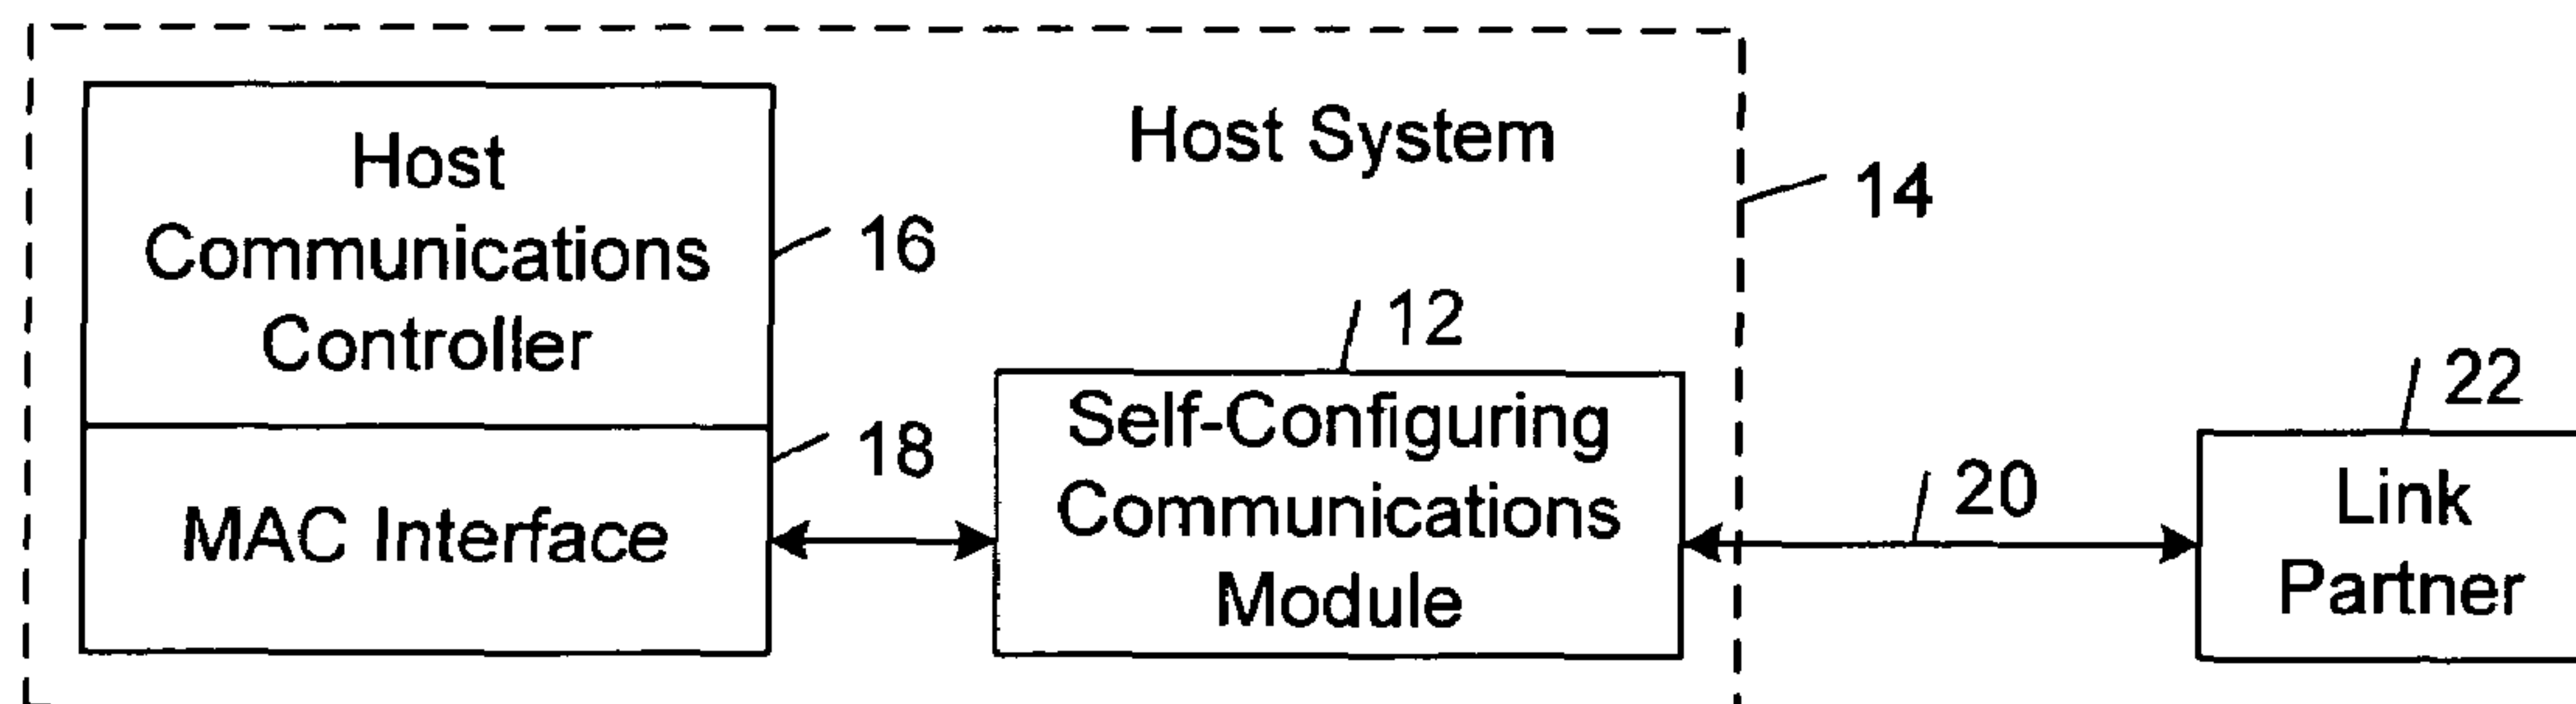 Host System
14
Host
Communications
Controller
16
12
Self-Configuring
Communications
Module
18
MAC Interface
20
22
Link
Partner